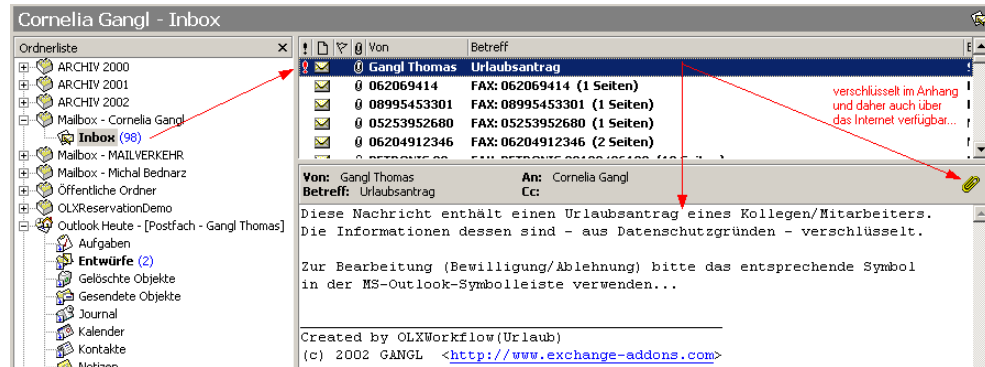 Cornelia Gangl - Inbox
Ordnerliste
ARCHIV 2000
ARCHIV 2001
ARCHIV 2002
Mailbox - Cornelia Gangl
Inbox (98)
Mailbox - MAILVERKEHR
Mailbox - Michal Bednarz
Öffentliche Ordner
OLXReservationDemo
Outlook Heute - [Postfach - Gangl Thomas]
Aufgaben
Entwürfe (2)
Gelöschte Objekte
Gesendete Objekte
Journal
Kalender
Kontakte
Notizen
Von Betreff
Gangl Thomas Urlaubsantrag
062069414 FAX: 062069414 (1 Seiten)
08995453301 FAX: 08995453301 (1 Seiten)
05253952680 FAX: 05253952680 (1 Seiten)
06204912346 FAX: 06204912346 (2 Seiten)
verschlüsselt im Anhang
und daher auch über
das Internet verfügbar...
Von: Gangl Thomas An: Cornelia Gangl
Betreff: Urlaubsantrag Cc:
Diese Nachricht enthält einen Urlaubsantrag eines Kollegen/Mitarbeiters.
Die Informationen dessen sind - aus Datenschutzgründen - verschlüsselt.
Zur Bearbeitung (Bewilligung/Ablehnung) bitte das entsprechende Symbol
in der MS-Outlook-Symbolleiste verwenden...
Created by OLXWorkflow(Urlaub)
(c) 2002 GANGL <http://www.exchange-addons.com>